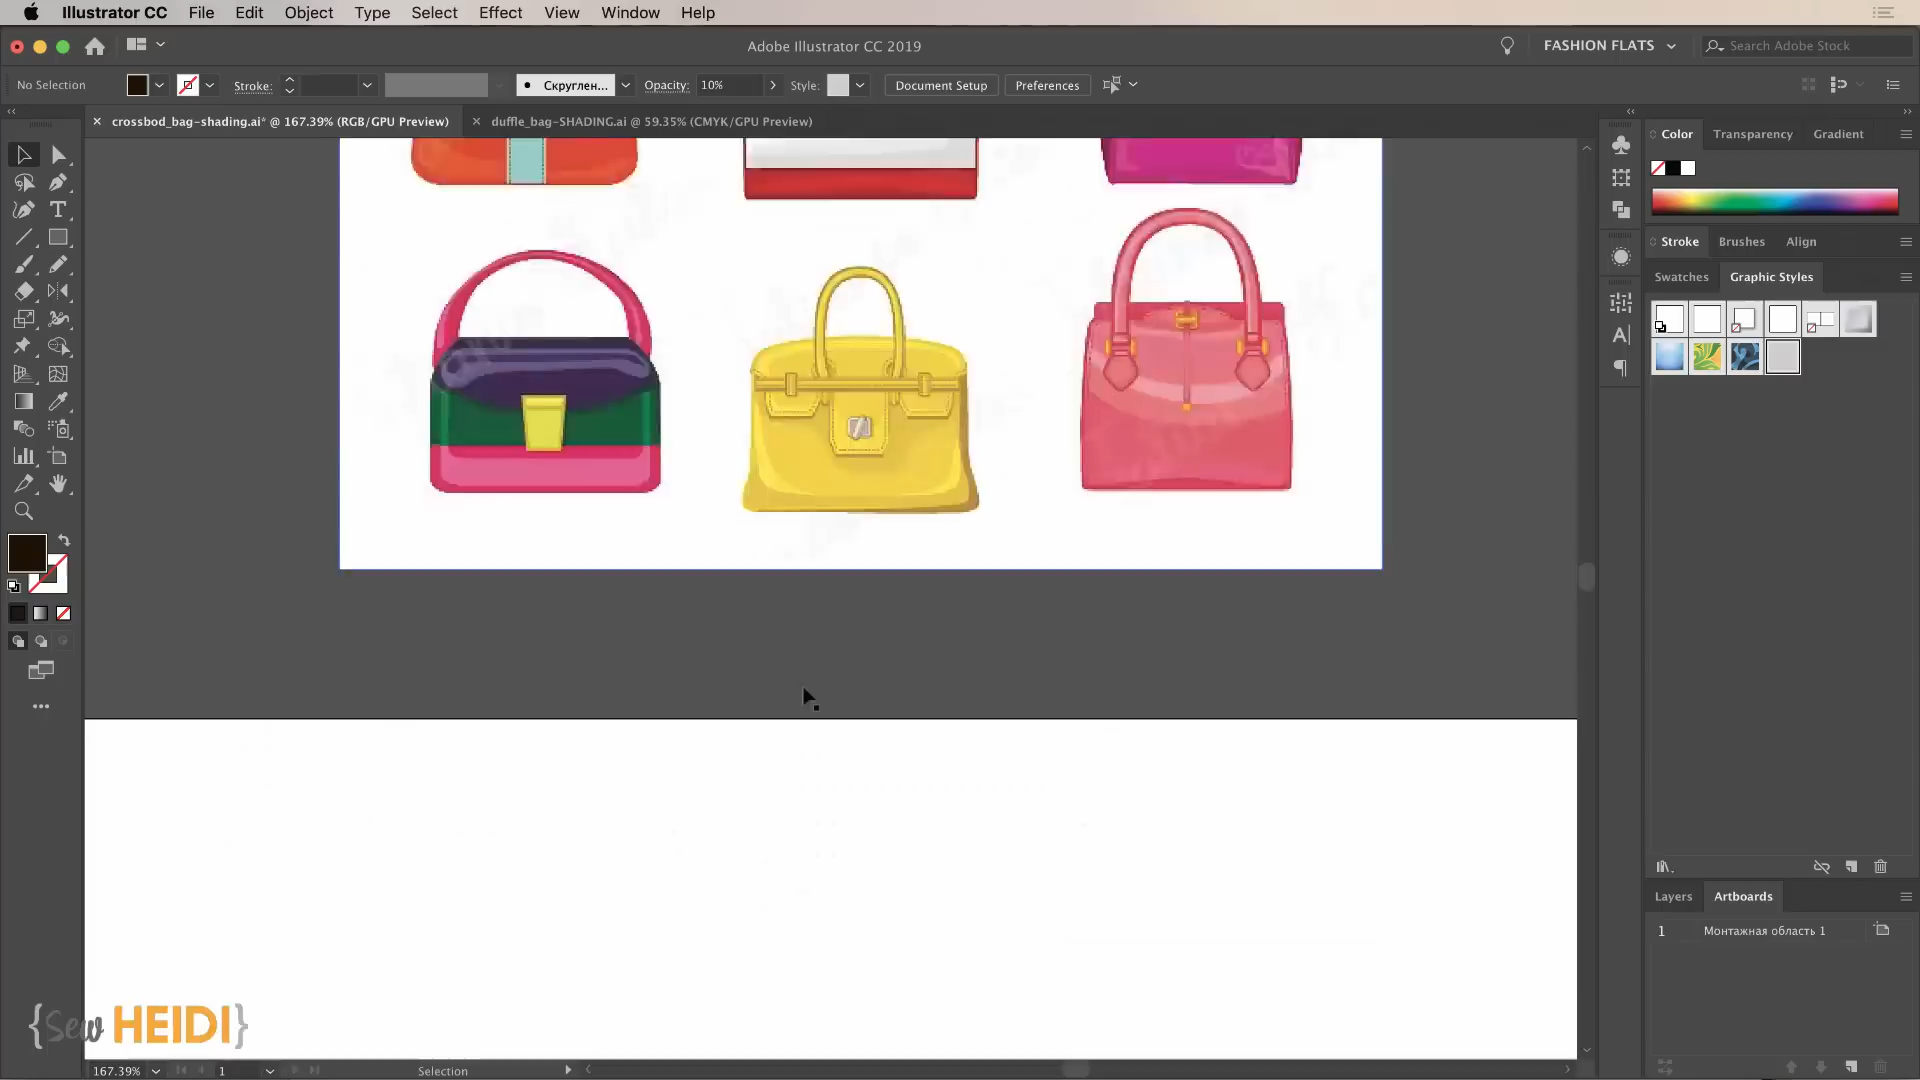 Illustrator CC File Edit Object Type Select Effect View Window Help
Adobe Illustrator CC 2019
FASHION FLATS
Search Adobe Stock
No Selection
Stroke:
Скруглен...
Opacity: 10%
Style:
Document Setup
Preferences
crossbod_bag-shading.ai* @ 167.39% (RGB/GPU Preview)
duffle_bag-SHADING.ai @ 59.35% (CMYK/GPU Preview)
Color Transparency Gradient
Stroke Brushes Align
Swatches Graphic Styles
Layers Artboards
1 Монтажная область 1
{Sew HEIDI}
167.39% 1 Selection